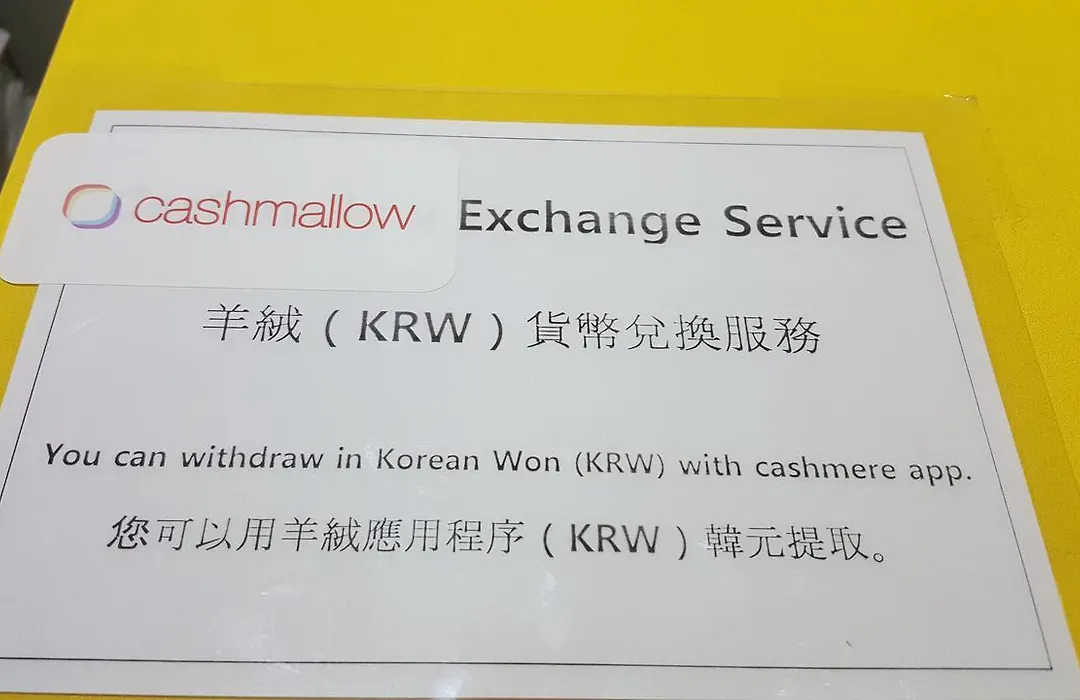 cashmallow Exchange Service
羊絨（KRW）貨幣兌換服務
You can withdraw in Korean Won (KRW) with cashmere app.
您可以用羊絨應用程序（KRW）韓元提取。